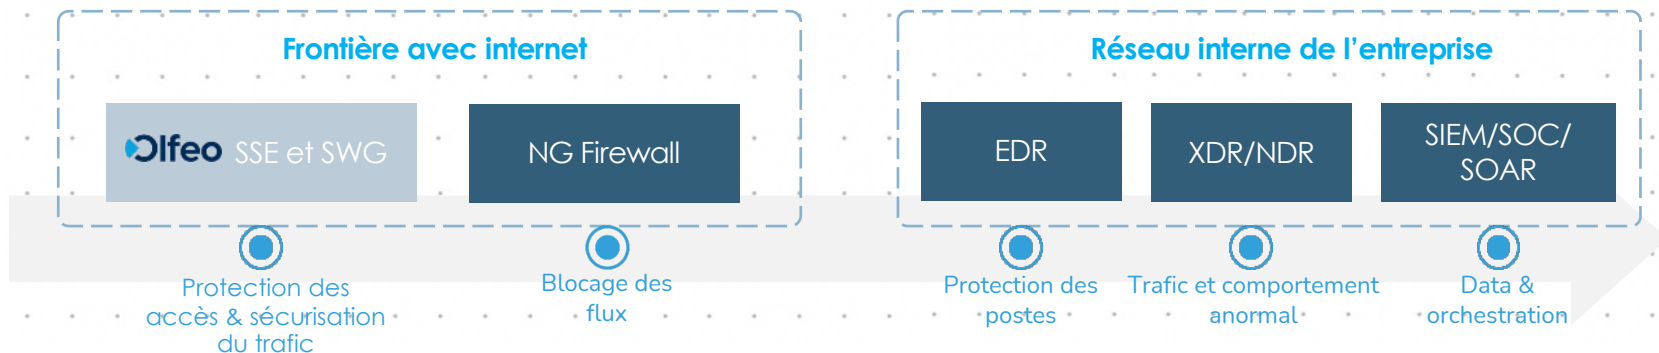 Frontière avec internet
Olfeo SSE et SWG
NG Firewall
Protection des
accès & sécurisation
du trafic
Blocage des
flux
Réseau interne de l’entreprise
EDR
XDR/NDR
SIEM/SOC/
SOAR
Protection des
postes
Trafic et comportement
anormal
Data &
orchestration